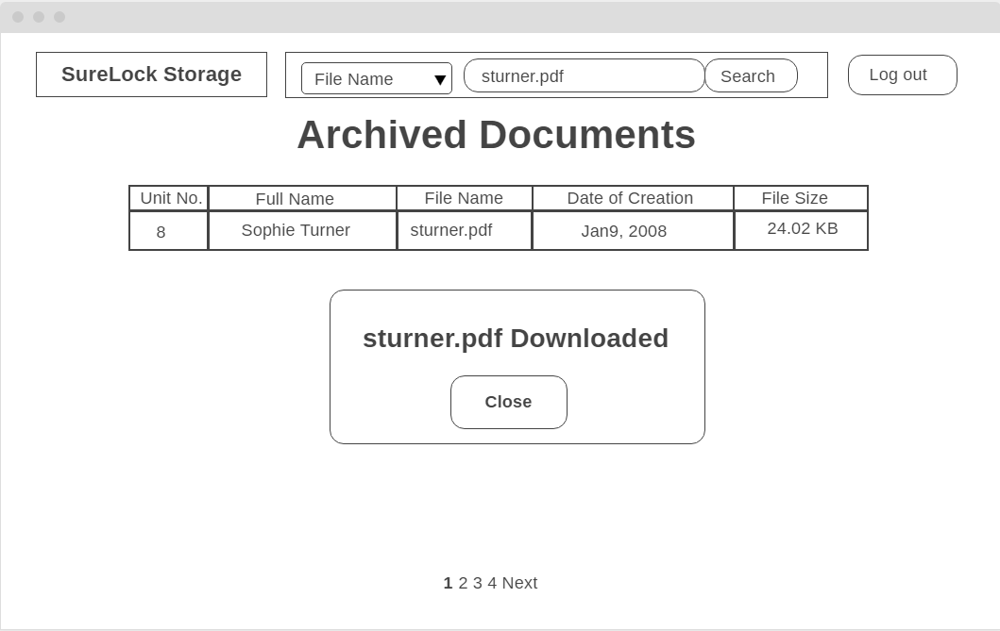 SureLock Storage
File Name
sturner.pdf
Search
Log out
Archived Documents
Unit No. Full Name File Name Date of Creation File Size
8 Sophie Turner sturner.pdf Jan9, 2008 24.02 KB
sturner.pdf Downloaded
Close
1 2 3 4 Next